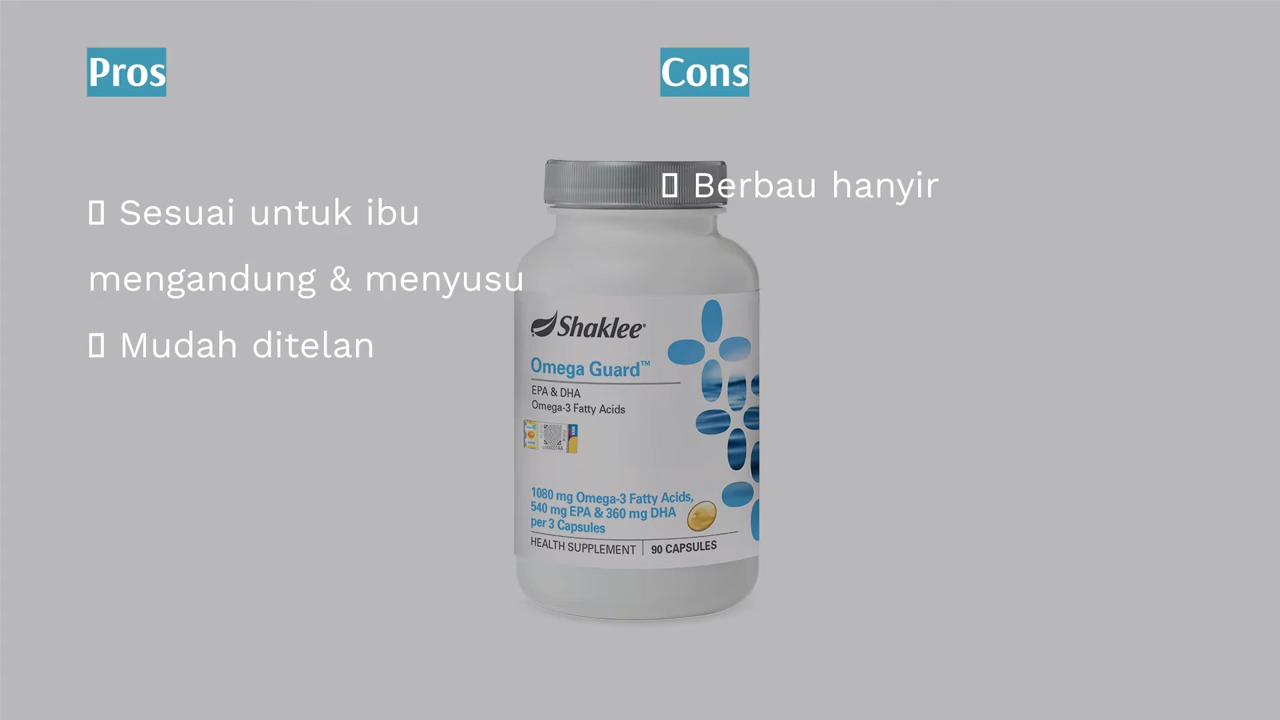 Pros
Sesuai untuk ibu
mengandung & menyusu
Mudah ditelan
Cons
Berbau hanyir
Shaklee®
Omega Guard™
EPA & DHA
Omega-3 Fatty Acids
1080 mg Omega-3 Fatty Acids,
540 mg EPA & 360 mg DHA
per 3 Capsules
HEALTH SUPPLEMENT | 90 CAPSULES